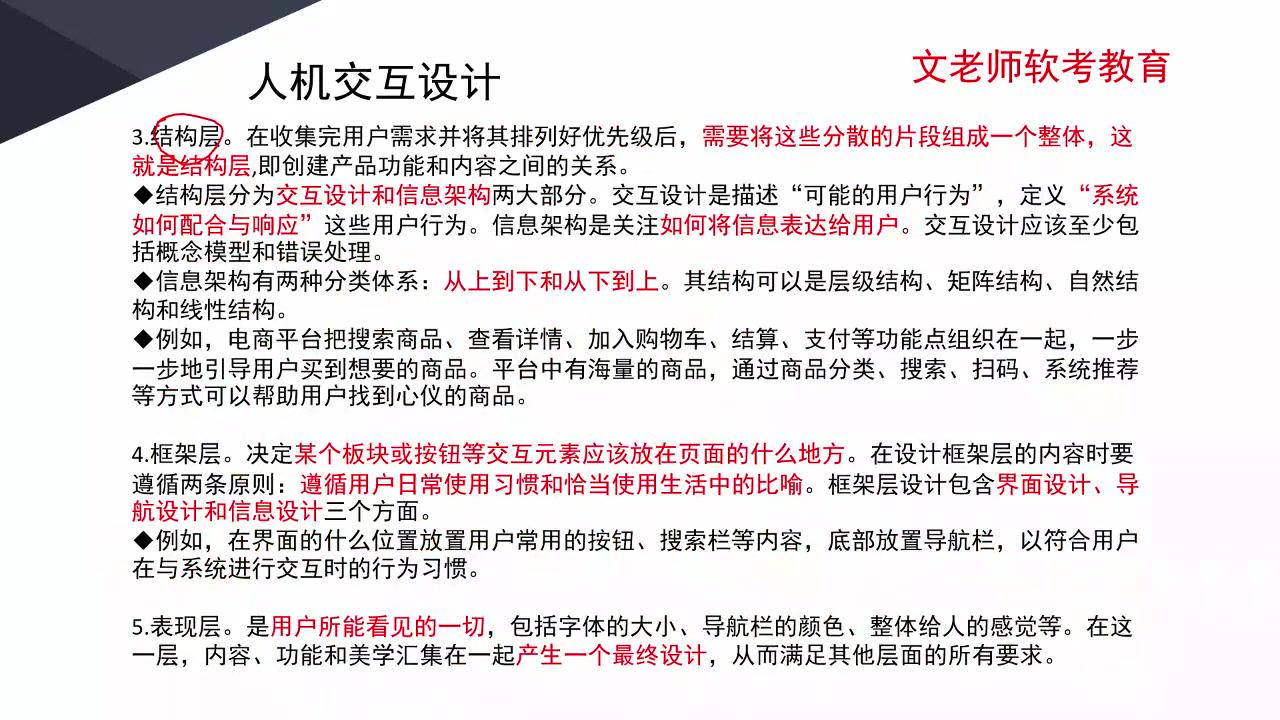 人机交互设计
文老师软考教育
3.结构层。在收集完用户需求并将其排列好优先级后，需要将这些分散的片段组成一个整体，这
就是结构层,即创建产品功能和内容之间的关系。
◆结构层分为交互设计和信息架构两大部分。交互设计是描述“可能的用户行为”，定义“系统
如何配合与响应”这些用户行为。信息架构是关注如何将信息表达给用户。交互设计应该至少包
括概念模型和错误处理。
◆信息架构有两种分类体系：从上到下和从下到上。其结构可以是层级结构、矩阵结构、自然结
构和线性结构。
◆例如，电商平台把搜索商品、查看详情、加入购物车、结算、支付等功能点组织在一起，一步
一步地引导用户买到想要的商品。平台中有海量的商品，通过商品分类、搜索、扫码、系统推荐
等方式可以帮助用户找到心仪的商品。
4.框架层。决定某个板块或按钮等交互元素应该放在页面的什么地方。在设计框架层的内容时要
遵循两条原则：遵循用户日常使用习惯和恰当使用生活中的比喻。框架层设计包含界面设计、导
航设计和信息设计三个方面。
◆例如，在界面的什么位置放置用户常用的按钮、搜索栏等内容，底部放置导航栏，以符合用户
在与系统进行交互时的行为习惯。
5.表现层。是用户所能看见的一切，包括字体的大小、导航栏的颜色、整体给人的感觉等。在这
一层，内容、功能和美学汇集在一起产生一个最终设计，从而满足其他层面的所有要求。